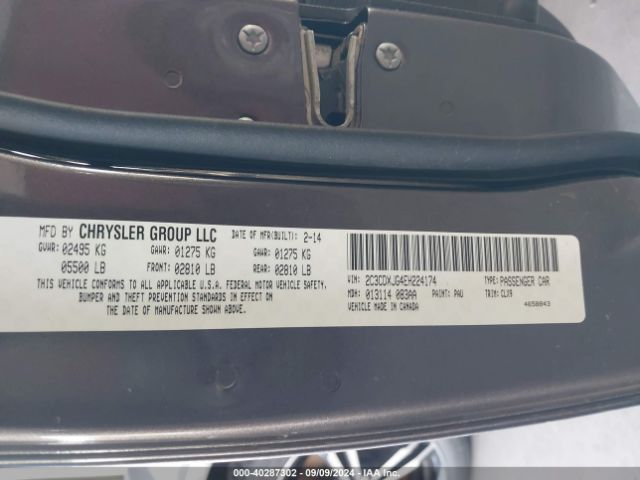 MFD BY CHRYSLER GROUP LLC DATE OF MFR(BUILT): 2-14
GVWR: 02495 KG GAWR: 01275 KG GAWR: 01275 KG
05500 LB FRONT: 02810 LB REAR: 02810 LB
THIS VEHICLE CONFORMS TO ALL APPLICABLE U.S.A. FEDERAL MOTOR VEHICLE SAFETY,
BUMPER AND THEFT PREVENTION STANDARDS IN EFFECT ON
THE DATE OF MANUFACTURE SHOWN ABOVE.
VIN: 2C3CDXJG4EH224174 TYPE: PASSENGER CAR
MDH: 013114 083AA PAINT: PAU TRIM: CLX9
VEHICLE MADE IN CANADA 4658843
000-40287302 - 09/09/2024 - IAA Inc.